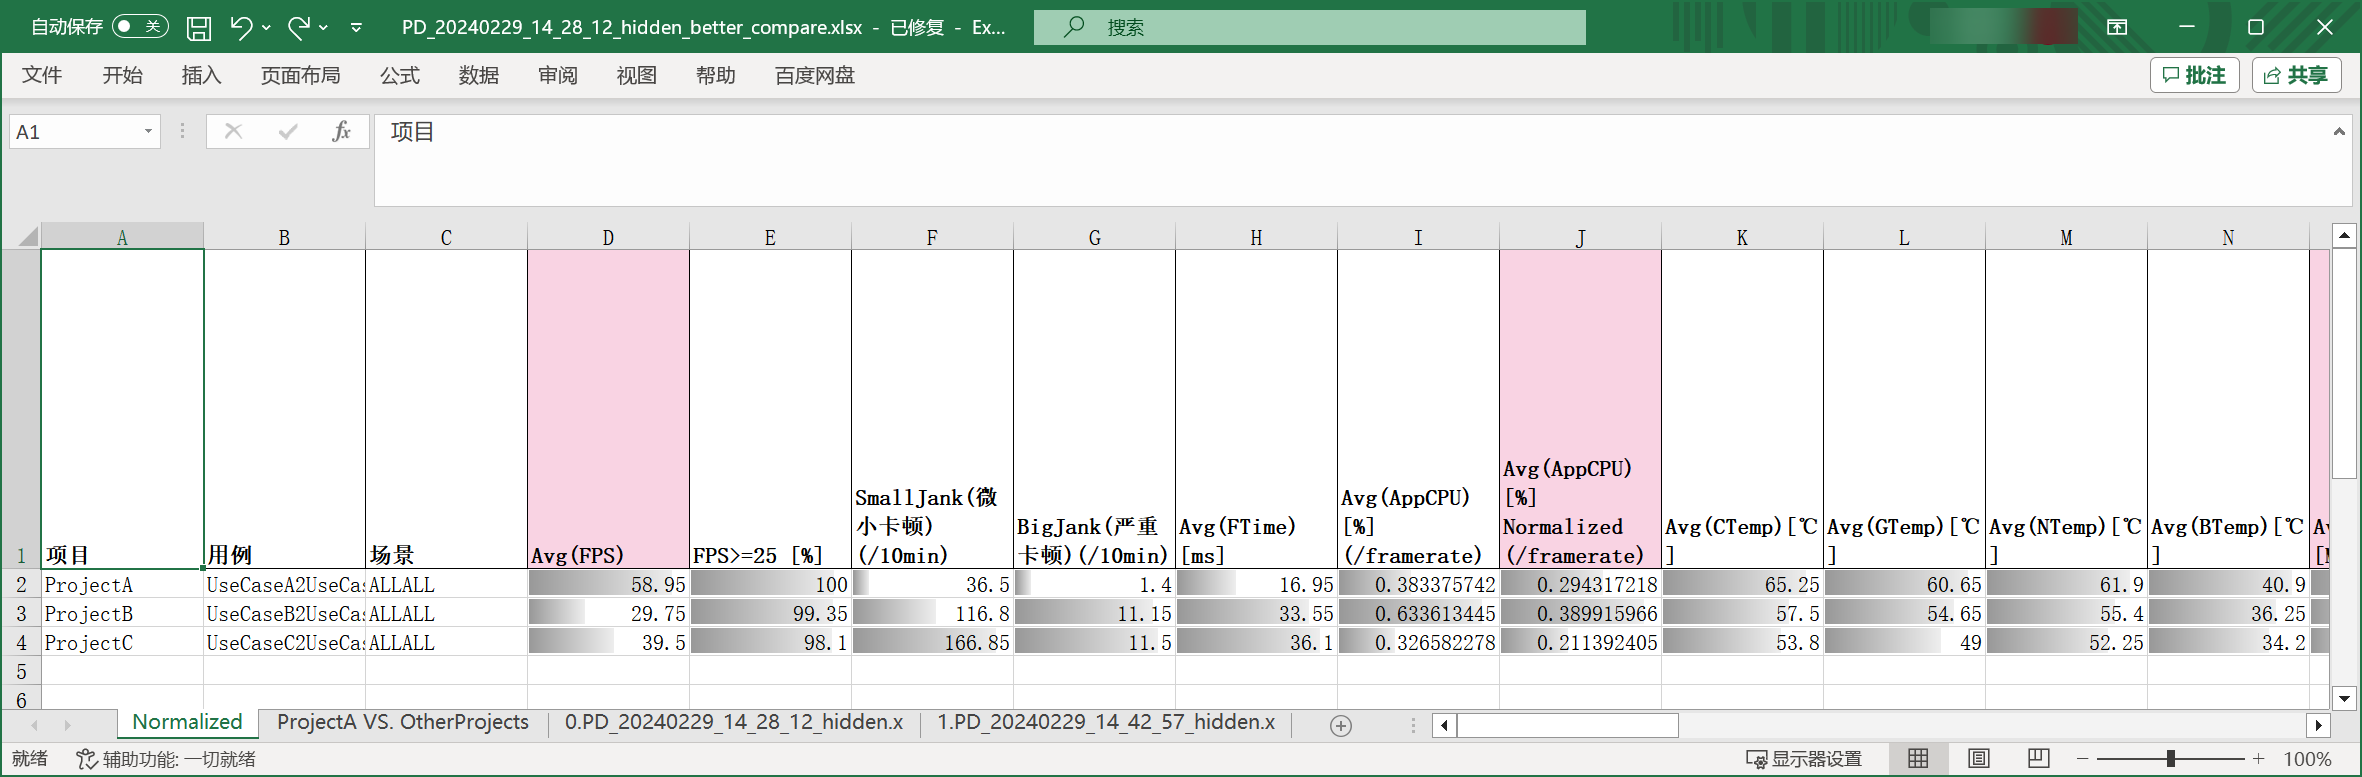 自动保存 关 PD_20240229_14_28_12_hidden_better_compare.xlsx - 已修复 - Ex... 搜索
文件 开始 插入 页面布局 公式 数据 审阅 视图 帮助 百度网盘 批注 共享
A1 fx 项目
A B C D E F G H I J K L M N
1 项目 用例 场景 Avg(FPS) FPS>=25 [%] SmallJank(微小卡顿)(/10min) BigJank(严重卡顿)(/10min) Avg(FTime)[ms] Avg(AppCPU)[%](/framerate) Avg(AppCPU)[%] Normalized(/framerate) Avg(CTemp)[℃] Avg(GTemp)[℃] Avg(NTemp)[℃] Avg(BTemp)[℃]
2 ProjectA UseCaseA2UseCas ALLALL 58.95 100 36.5 1.4 16.95 0.383375742 0.294317218 65.25 60.65 61.9 40.9
3 ProjectB UseCaseB2UseCas ALLALL 29.75 99.35 116.8 11.15 33.55 0.633613445 0.389915966 57.5 54.65 55.4 36.25
4 ProjectC UseCaseC2UseCas ALLALL 39.5 98.1 166.85 11.5 36.1 0.326582278 0.211392405 53.8 49 52.25 34.2
5
6
Normalized ProjectA VS. OtherProjects 0.PD_20240229_14_28_12_hidden.x 1.PD_20240229_14_42_57_hidden.x
就绪 辅助功能: 一切就绪 显示器设置 100%